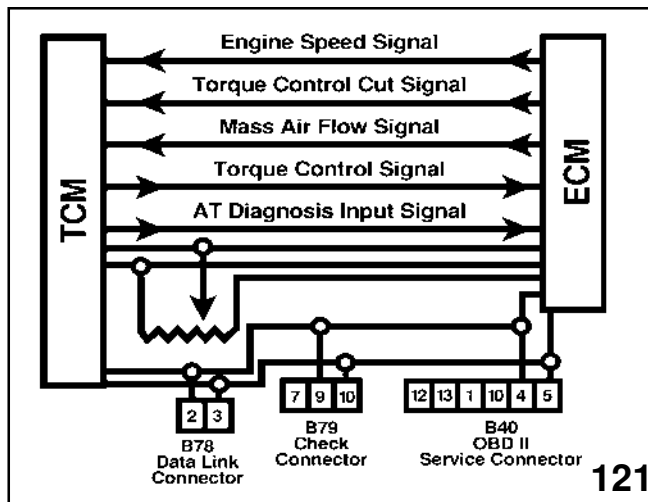 Engine Speed Signal
Torque Control Cut Signal
Mass Air Flow Signal
Torque Control Signal
AT Diagnosis Input Signal
TCM
ECM
2 3
B78
Data Link
Connector
7 9 10
B79
Check
Connector
12 13 1 10 4 5
B40
OBD II
Service Connector
121